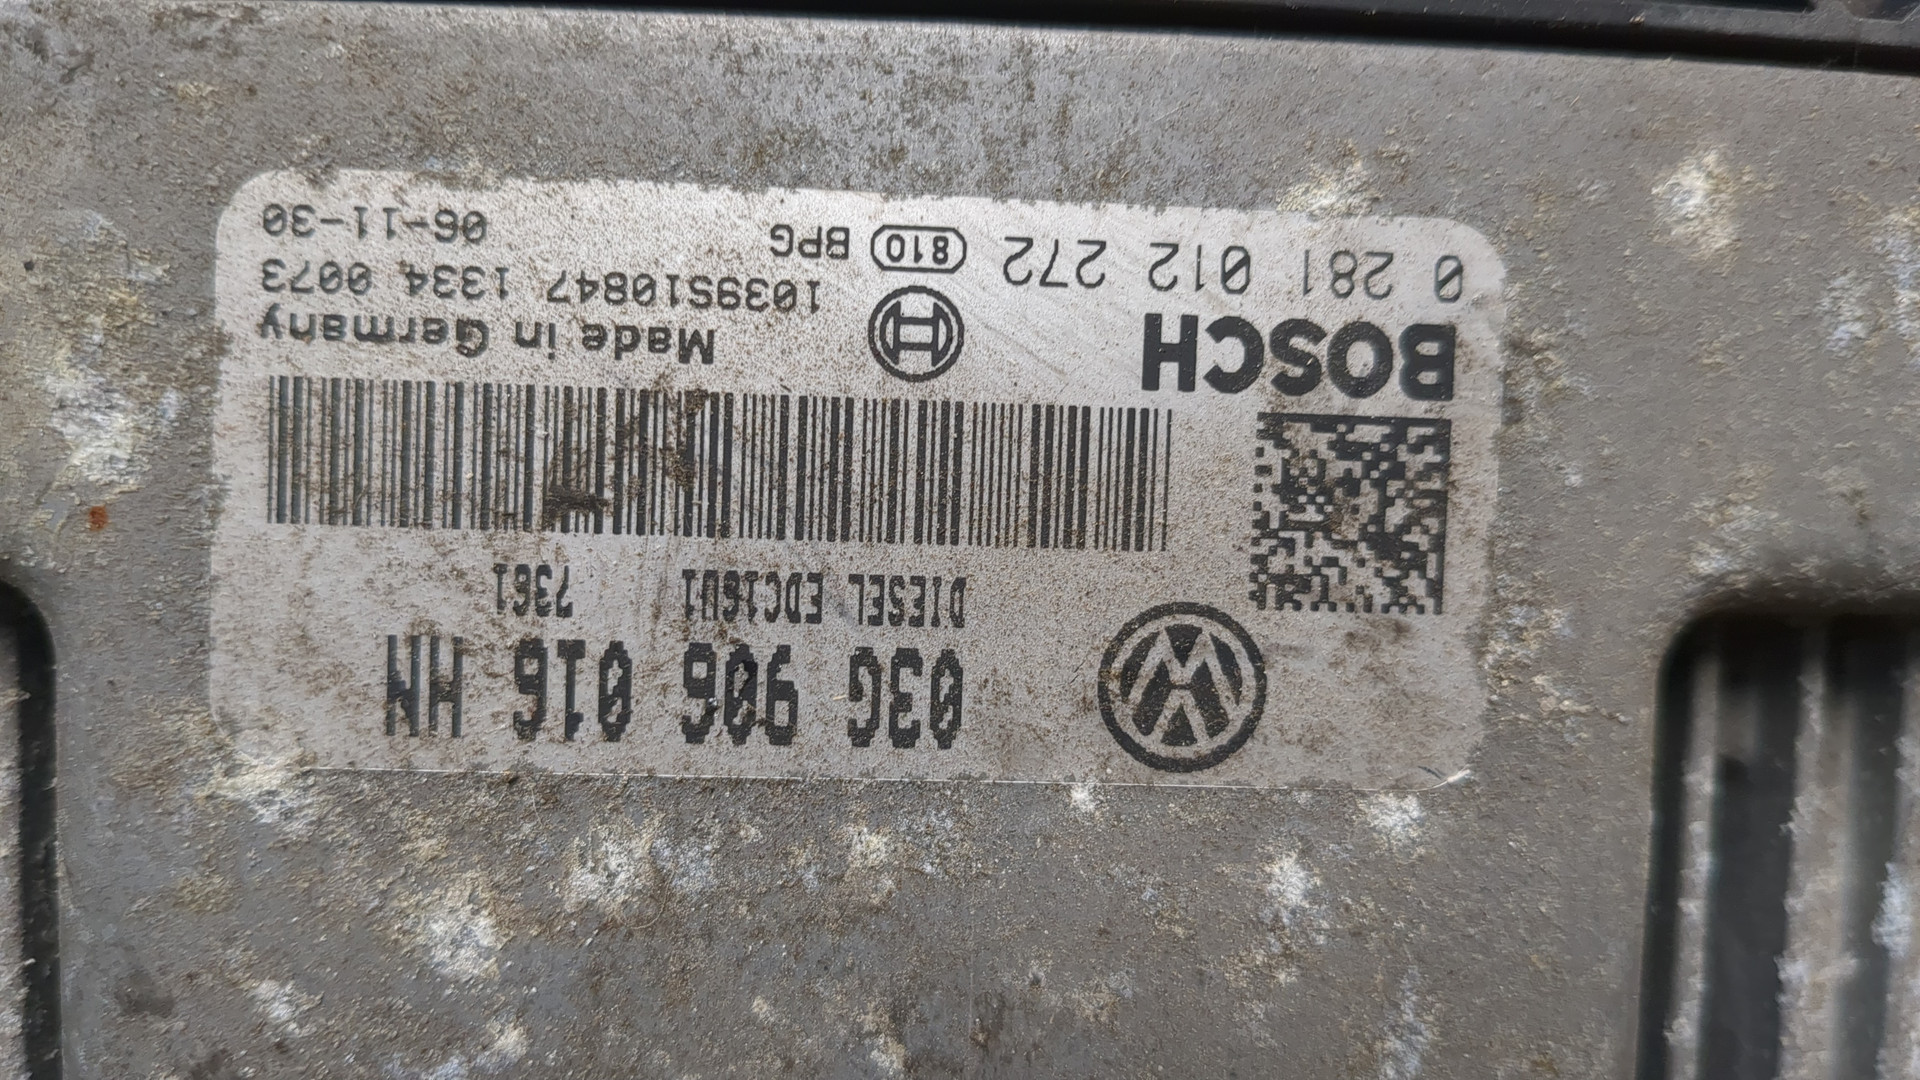 03G 906 016 HN
DIESEL EDC16U1 7361
BOSCH
Made in Germany
0 281 012 272
1039S10847 1334 0073
810 BPG 06-11-30